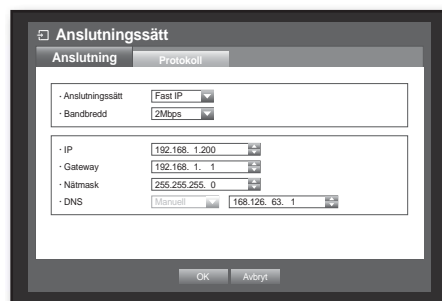 Anslutningssätt
Anslutning Protokoll
· Anslutningssätt Fast IP
· Bandbredd 2Mbps
· IP 192.168. 1.200
· Gateway 192.168. 1. 1
· Nätmask 255.255.255. 0
· DNS Manuell 168.126. 63. 1
OK Avbryt